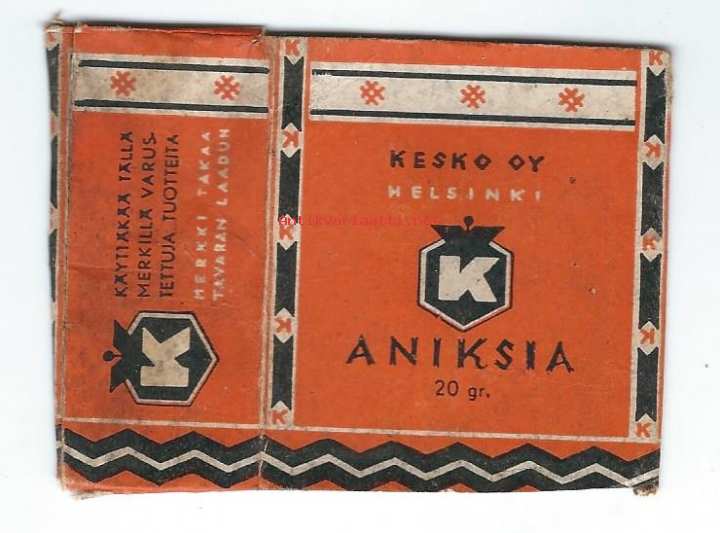 KÄYTTÄKÄÄ TÄLLÄ
MERKILLÄ VARUS-
TETTUJA TUOTTEITA
MERKKI TAKAA
TAVARAN LAADUN
K
KESKO OY
HELSINKI
K
ANIKSIA
20 gr.